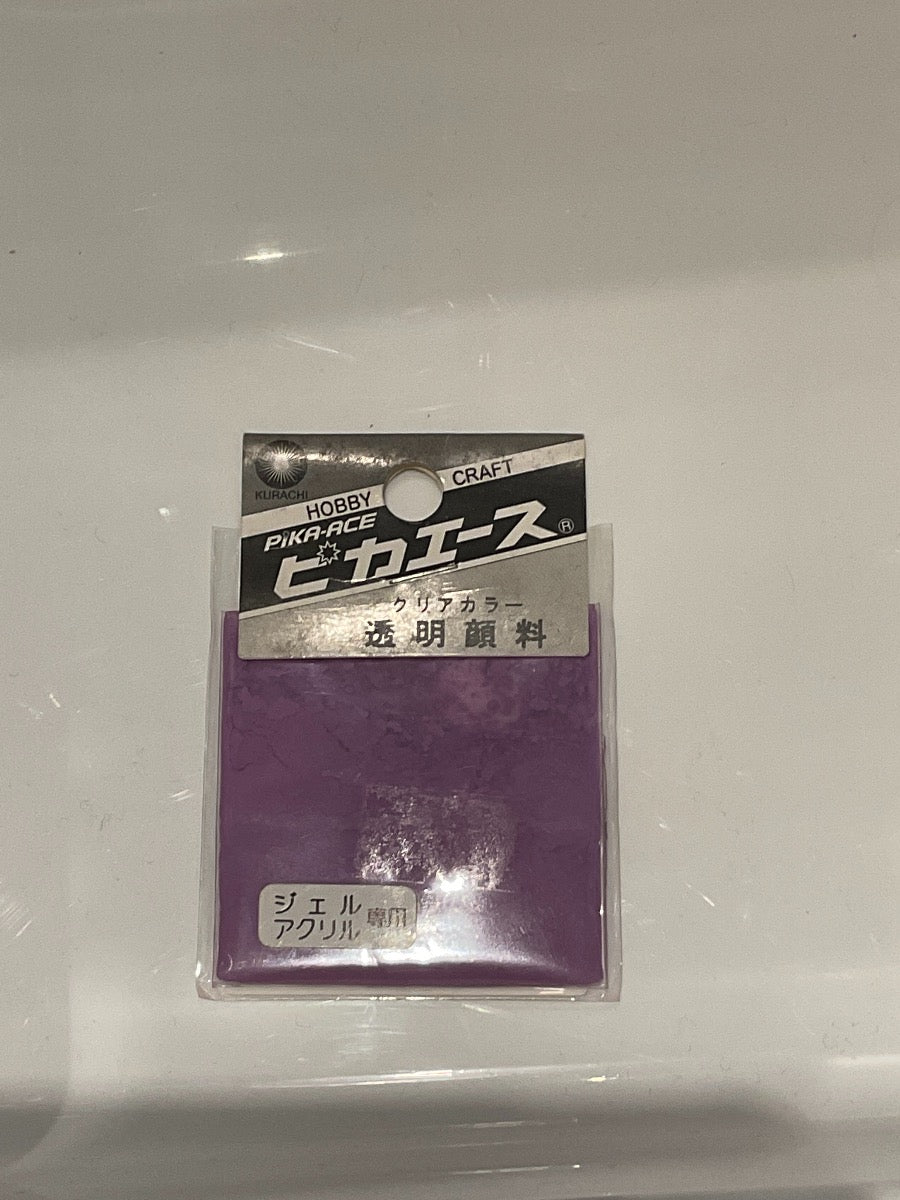 KURACHI
HOBBY CRAFT
PiKA-ACE
ピカエース®
クリアカラー
透明顔料
ジェル
アクリル専用